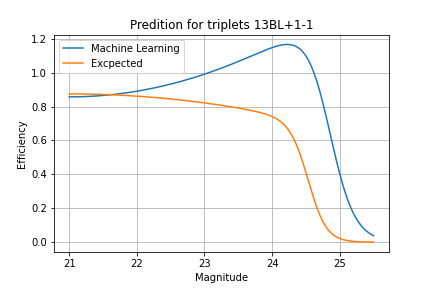 Predition for triplets 13BL+1-1
Machine Learning
Excpected
Efficiency
1.2
1.0
0.8
0.6
0.4
0.2
0.0
21 22 23 24 25
Magnitude